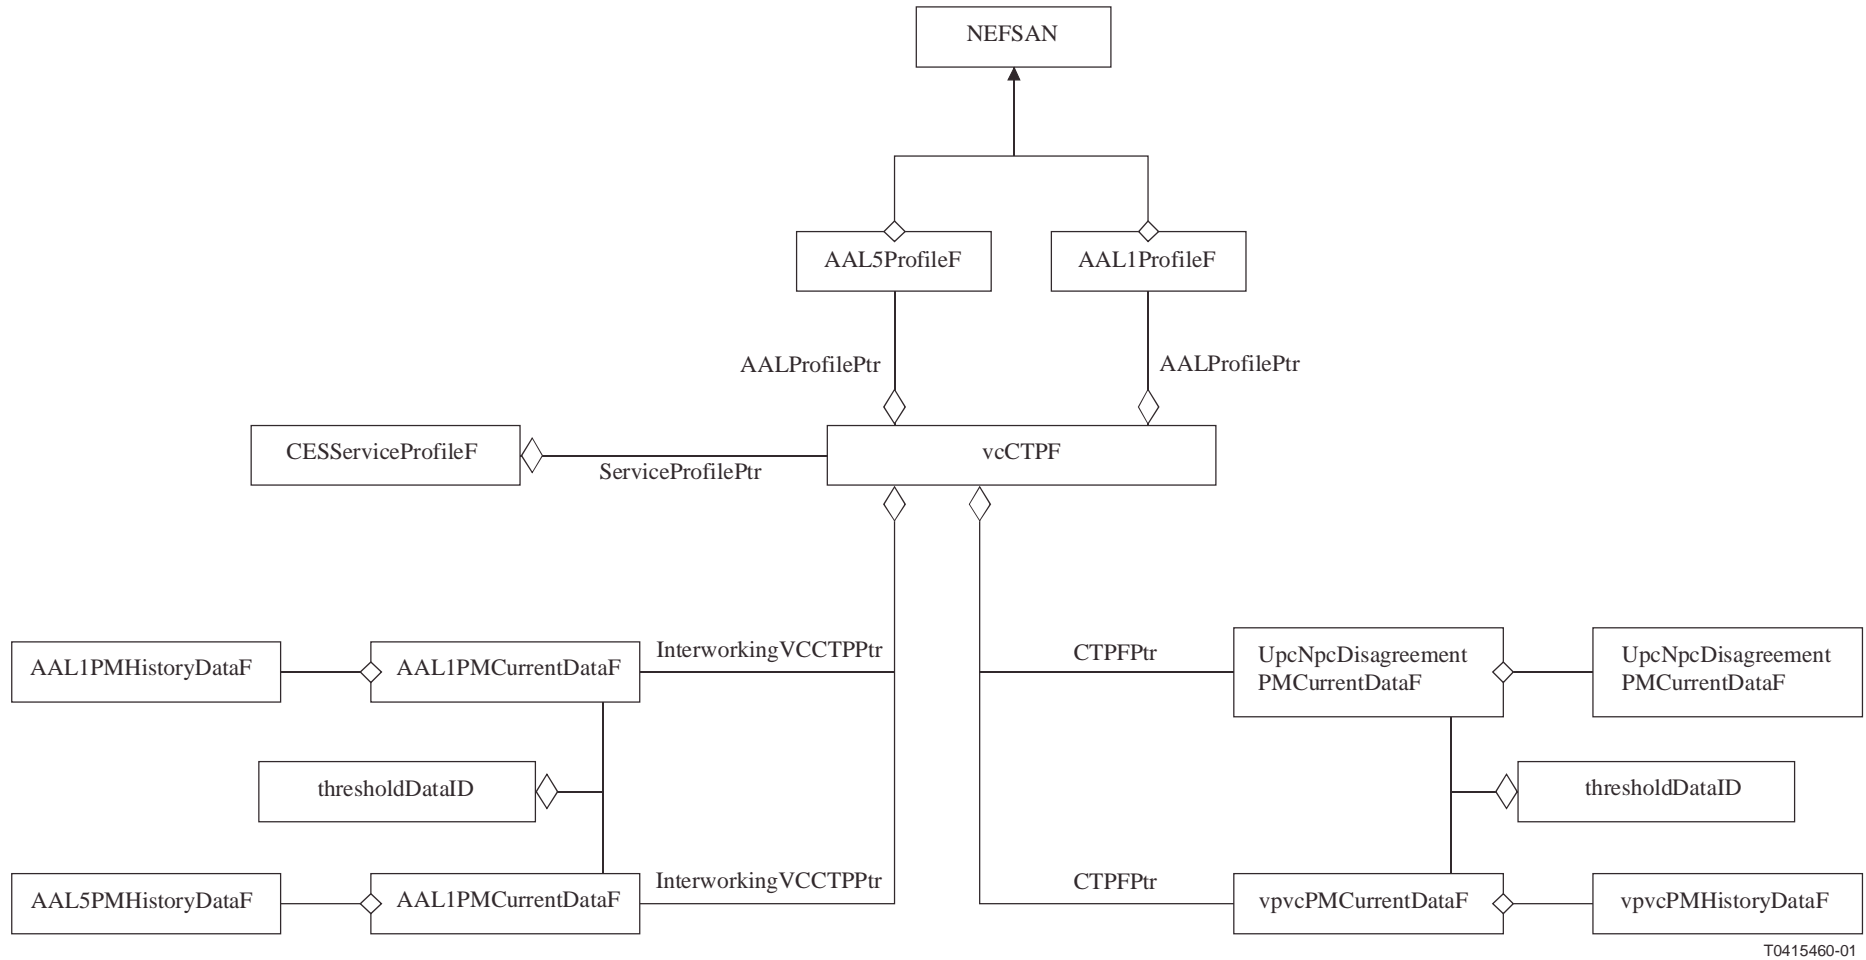 NEFSAN
AAL5ProfileF
AAL1ProfileF
AALProfilePtr
AALProfilePtr
CESServiceProfileF
ServiceProfilePtr
vcCTPF
AAL1PMHistoryDataF
AAL1PMCurrentDataF
InterworkingVCCTPPtr
CTPFPtr
UpcNpcDisagreement
PMCurrentDataF
UpcNpcDisagreement
PMCurrentDataF
thresholdDataID
thresholdDataID
AAL5PMHistoryDataF
AAL1PMCurrentDataF
InterworkingVCCTPPtr
CTPFPtr
vpvcPMCurrentDataF
vpvcPMHistoryDataF
T0415460-01